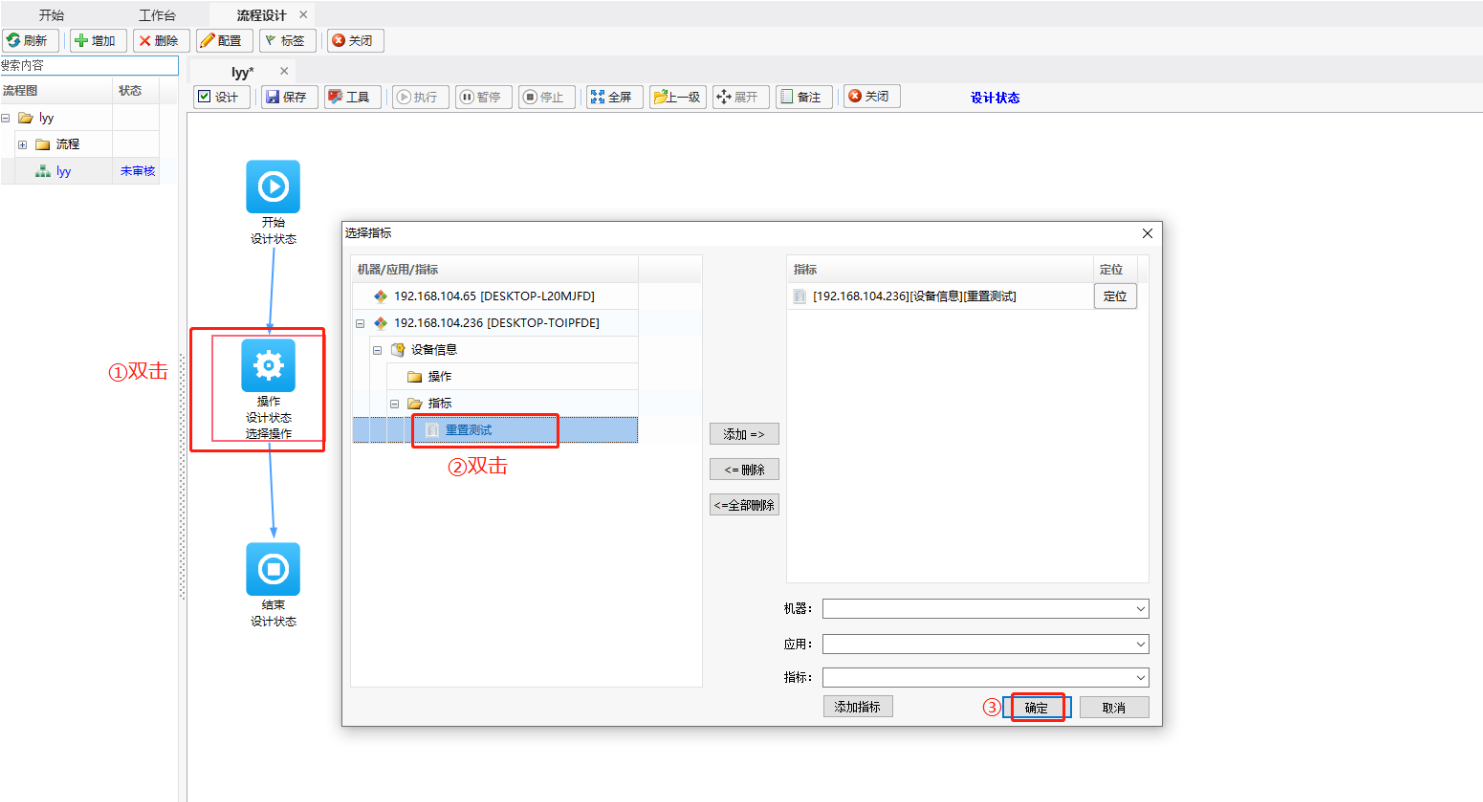 开始 工作台 流程设计
刷新 增加 删除 配置 标签 关闭
搜索内容
流程图 状态
lyy
流程
lyy 未审核
lyy*
设计 保存 工具 执行 暂停 停止 全屏 上一级 展开 备注 关闭 设计状态
开始
设计状态
①双击
操作
设计状态
选择操作
结束
设计状态
选择指标
机器/应用/指标
192.168.104.65 [DESKTOP-L20MJFD]
192.168.104.236 [DESKTOP-TOIPFDE]
设备信息
操作
指标
重置测试
②双击
添加 =>
<= 删除
<=全部删除
指标 定位
[192.168.104.236][设备信息][重置测试] 定位
机器：
应用：
指标：
添加指标 ③ 确定 取消